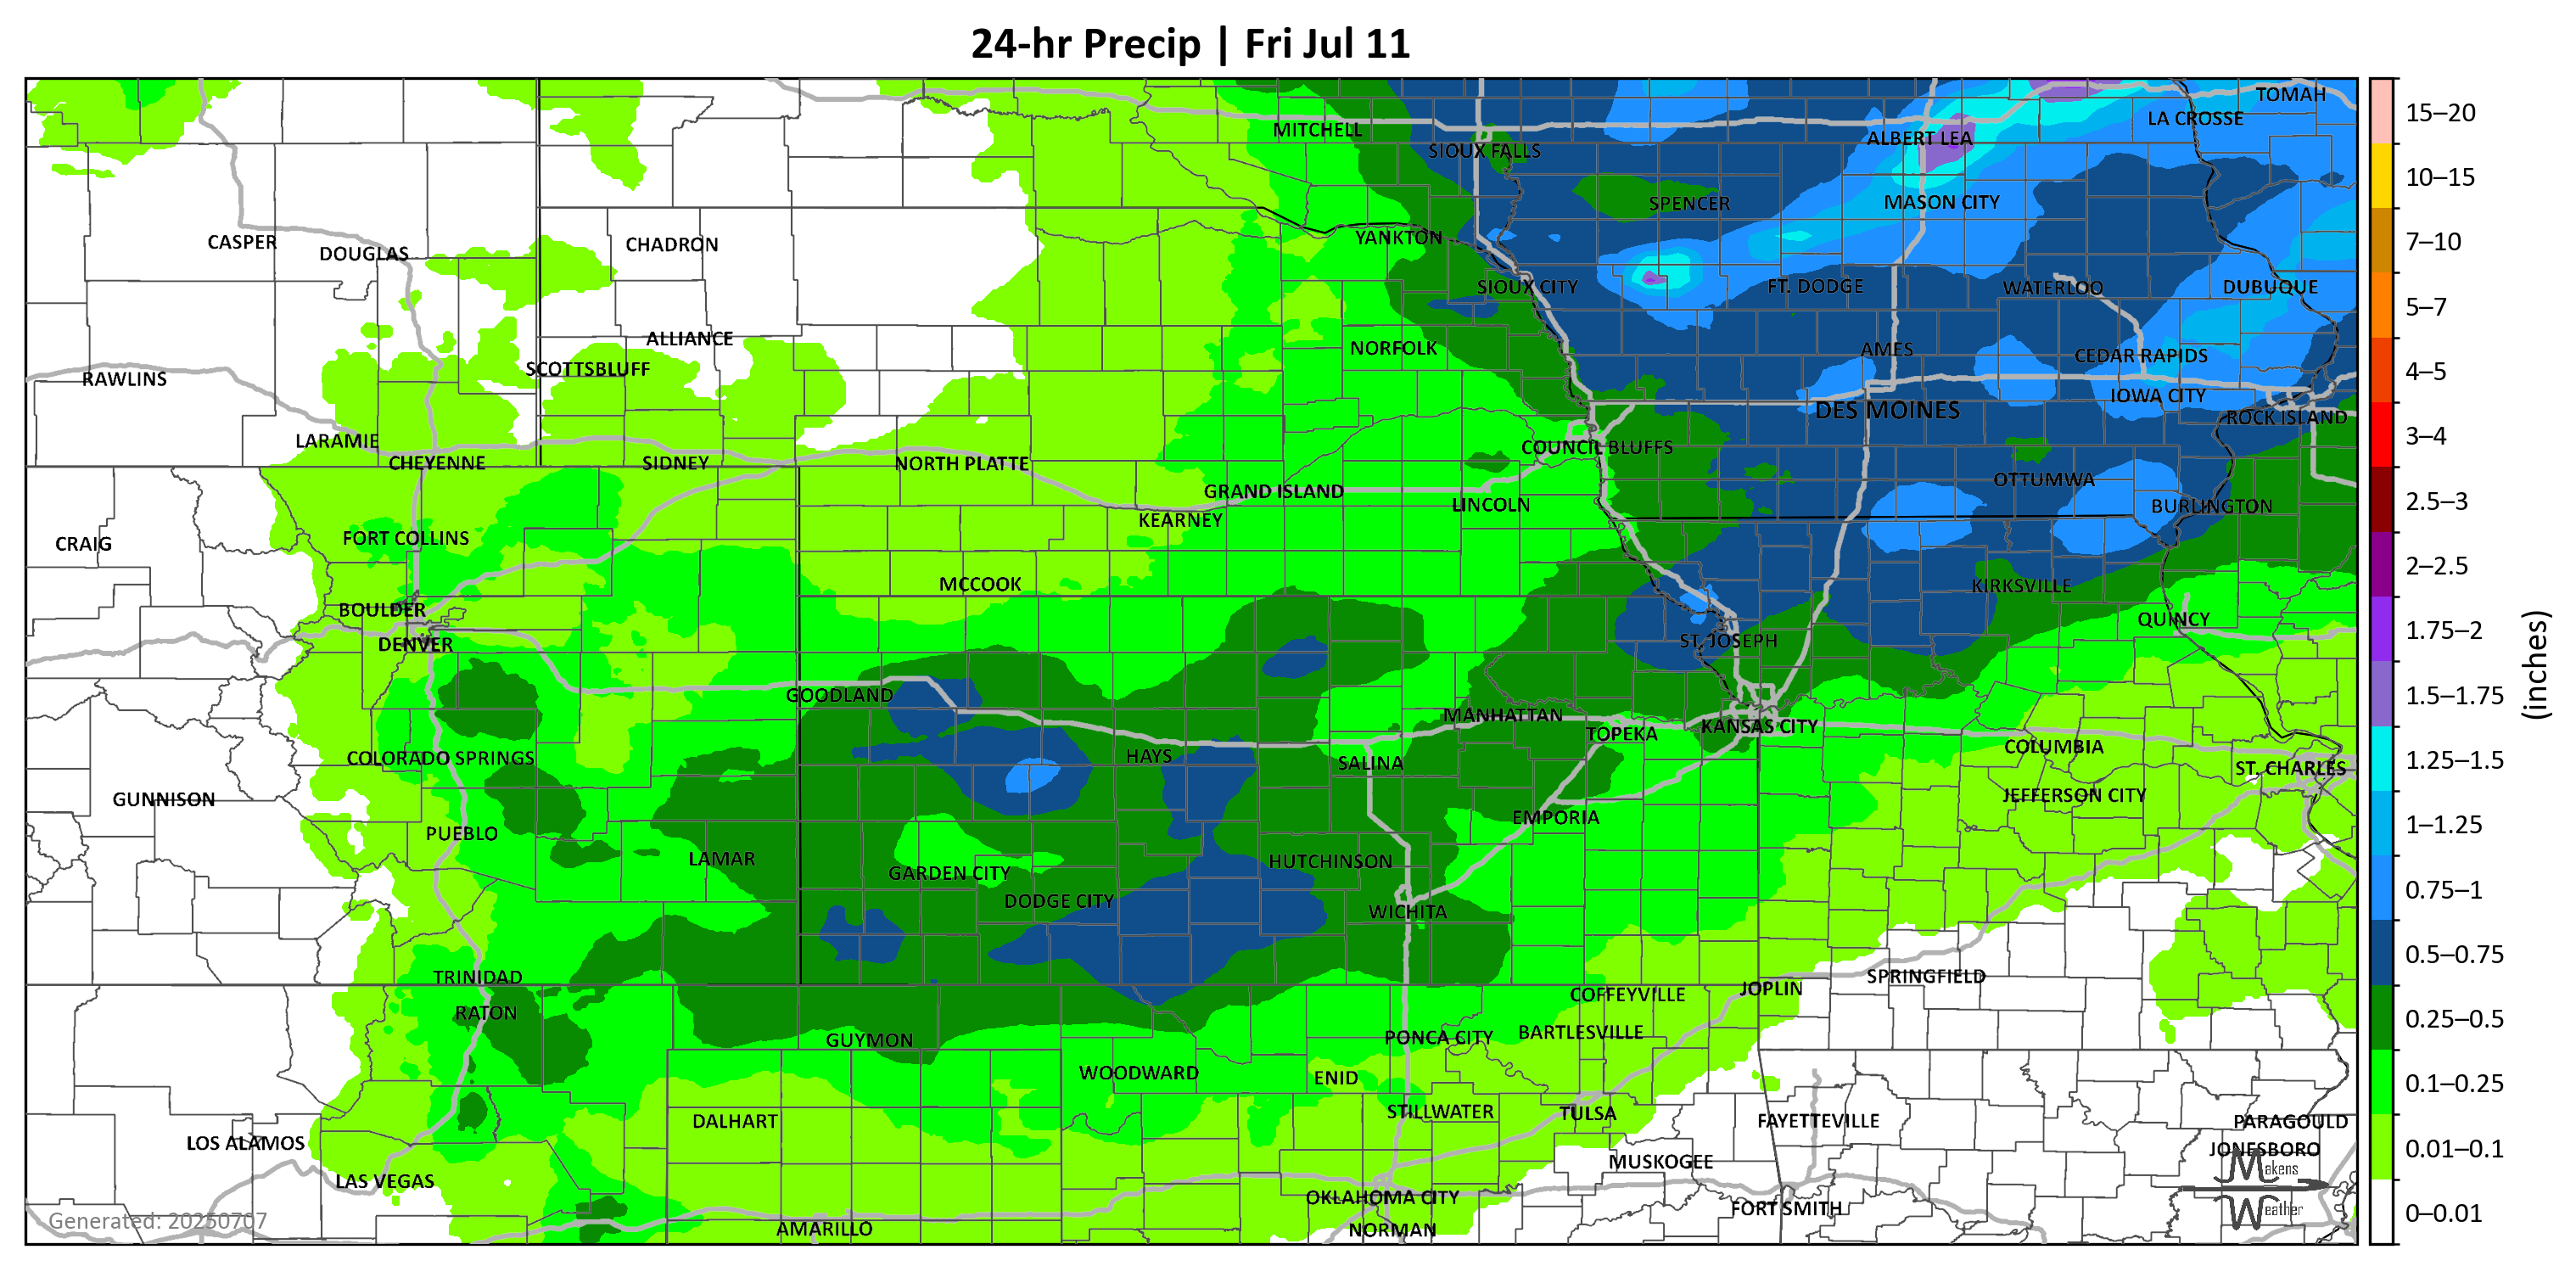 24-hr Precip | Fri Jul 11
TOMAH
LA CROSSE
MITCHELL
ALBERT LEA
SIOUX FALLS
SPENCER
MASON CITY
YANKTON
CASPER
DOUGLAS
CHADRON
SIOUX CITY
FT. DODGE
WATERLOO
DUBUQUE
ALLIANCE
NORFOLK
AMES
CEDAR RAPIDS
SCOTTSBLUFF
RAWLINS
IOWA CITY
DES MOINES
ROCK ISLAND
LARAMIE
COUNCIL BLUFFS
CHEYENNE
SIDNEY
NORTH PLATTE
OTTUMWA
GRAND ISLAND
LINCOLN
BURLINGTON
KEARNEY
FORT COLLINS
CRAIG
MCCOOK
KIRKSVILLE
BOULDER
QUINCY
DENVER
ST. JOSEPH
GOODLAND
MANHATTAN
KANSAS CITY
TOPEKA
COLUMBIA
COLORADO SPRINGS
HAYS
SALINA
ST. CHARLES
GUNNISON
JEFFERSON CITY
EMPORIA
PUEBLO
LAMAR
HUTCHINSON
GARDEN CITY
DODGE CITY
WICHITA
TRINIDAD
SPRINGFIELD
JOPLIN
COFFEYVILLE
RATON
BARTLESVILLE
PONCA CITY
GUYMON
WOODWARD
ENID
STILLWATER
TULSA
DALHART
FAYETTEVILLE
PARAGOULD
LOS ALAMOS
JONESBORO
MUSKOGEE
LAS VEGAS
OKLAHOMA CITY
FORT SMITH
AMARILLO
NORMAN
Makens
Weather
Generated: 20250707
15–20
10–15
7–10
5–7
4–5
3–4
2.5–3
2–2.5
1.75–2
1.5–1.75
1.25–1.5
1–1.25
0.75–1
0.5–0.75
0.25–0.5
0.1–0.25
0.01–0.1
0–0.01
(inches)